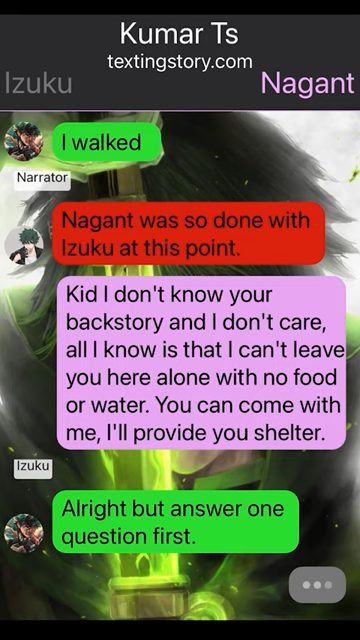 Kumar Ts
textingstory.com
Izuku Nagant
I walked
Narrator
Nagant was so done with
Izuku at this point.
Kid I don't know your
backstory and I don't care,
all I know is that I can't leave
you here alone with no food
or water. You can come with
me, I'll provide you shelter.
Izuku
Alright but answer one
question first.